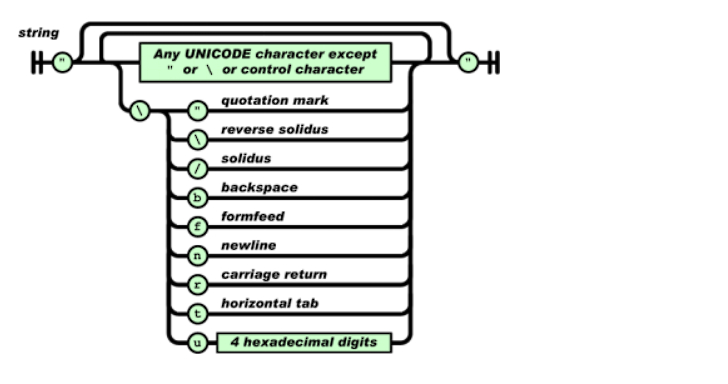 string
"
Any UNICODE character except
" or \ or control character
"
\
" quotation mark
\ reverse solidus
/ solidus
b backspace
f formfeed
n newline
r carriage return
t horizontal tab
u 4 hexadecimal digits